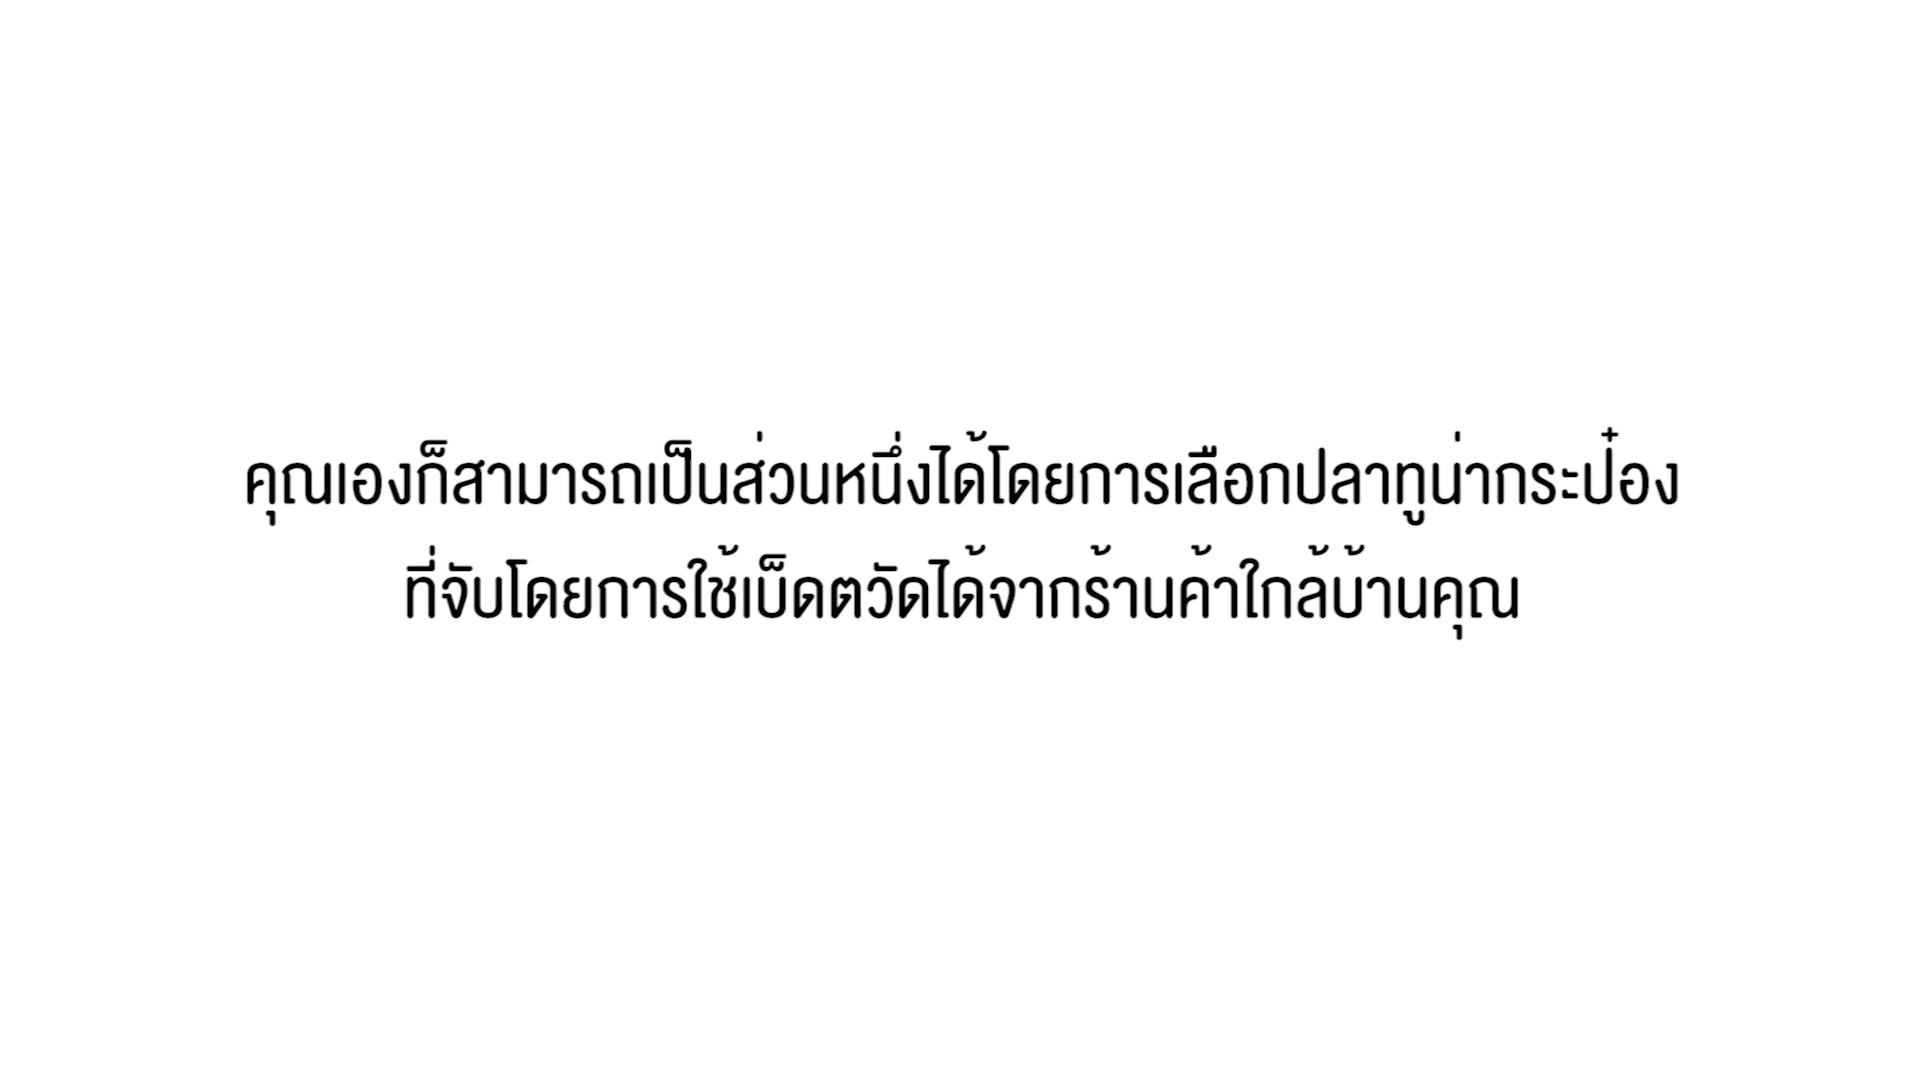 คุณเองก็สามารถเป็นส่วนหนึ่งได้โดยการเลือกปลาทูน่ากระป๋อง
ที่จับโดยการใช้เบ็ดตวัดได้จากร้านค้าใกล้บ้านคุณ